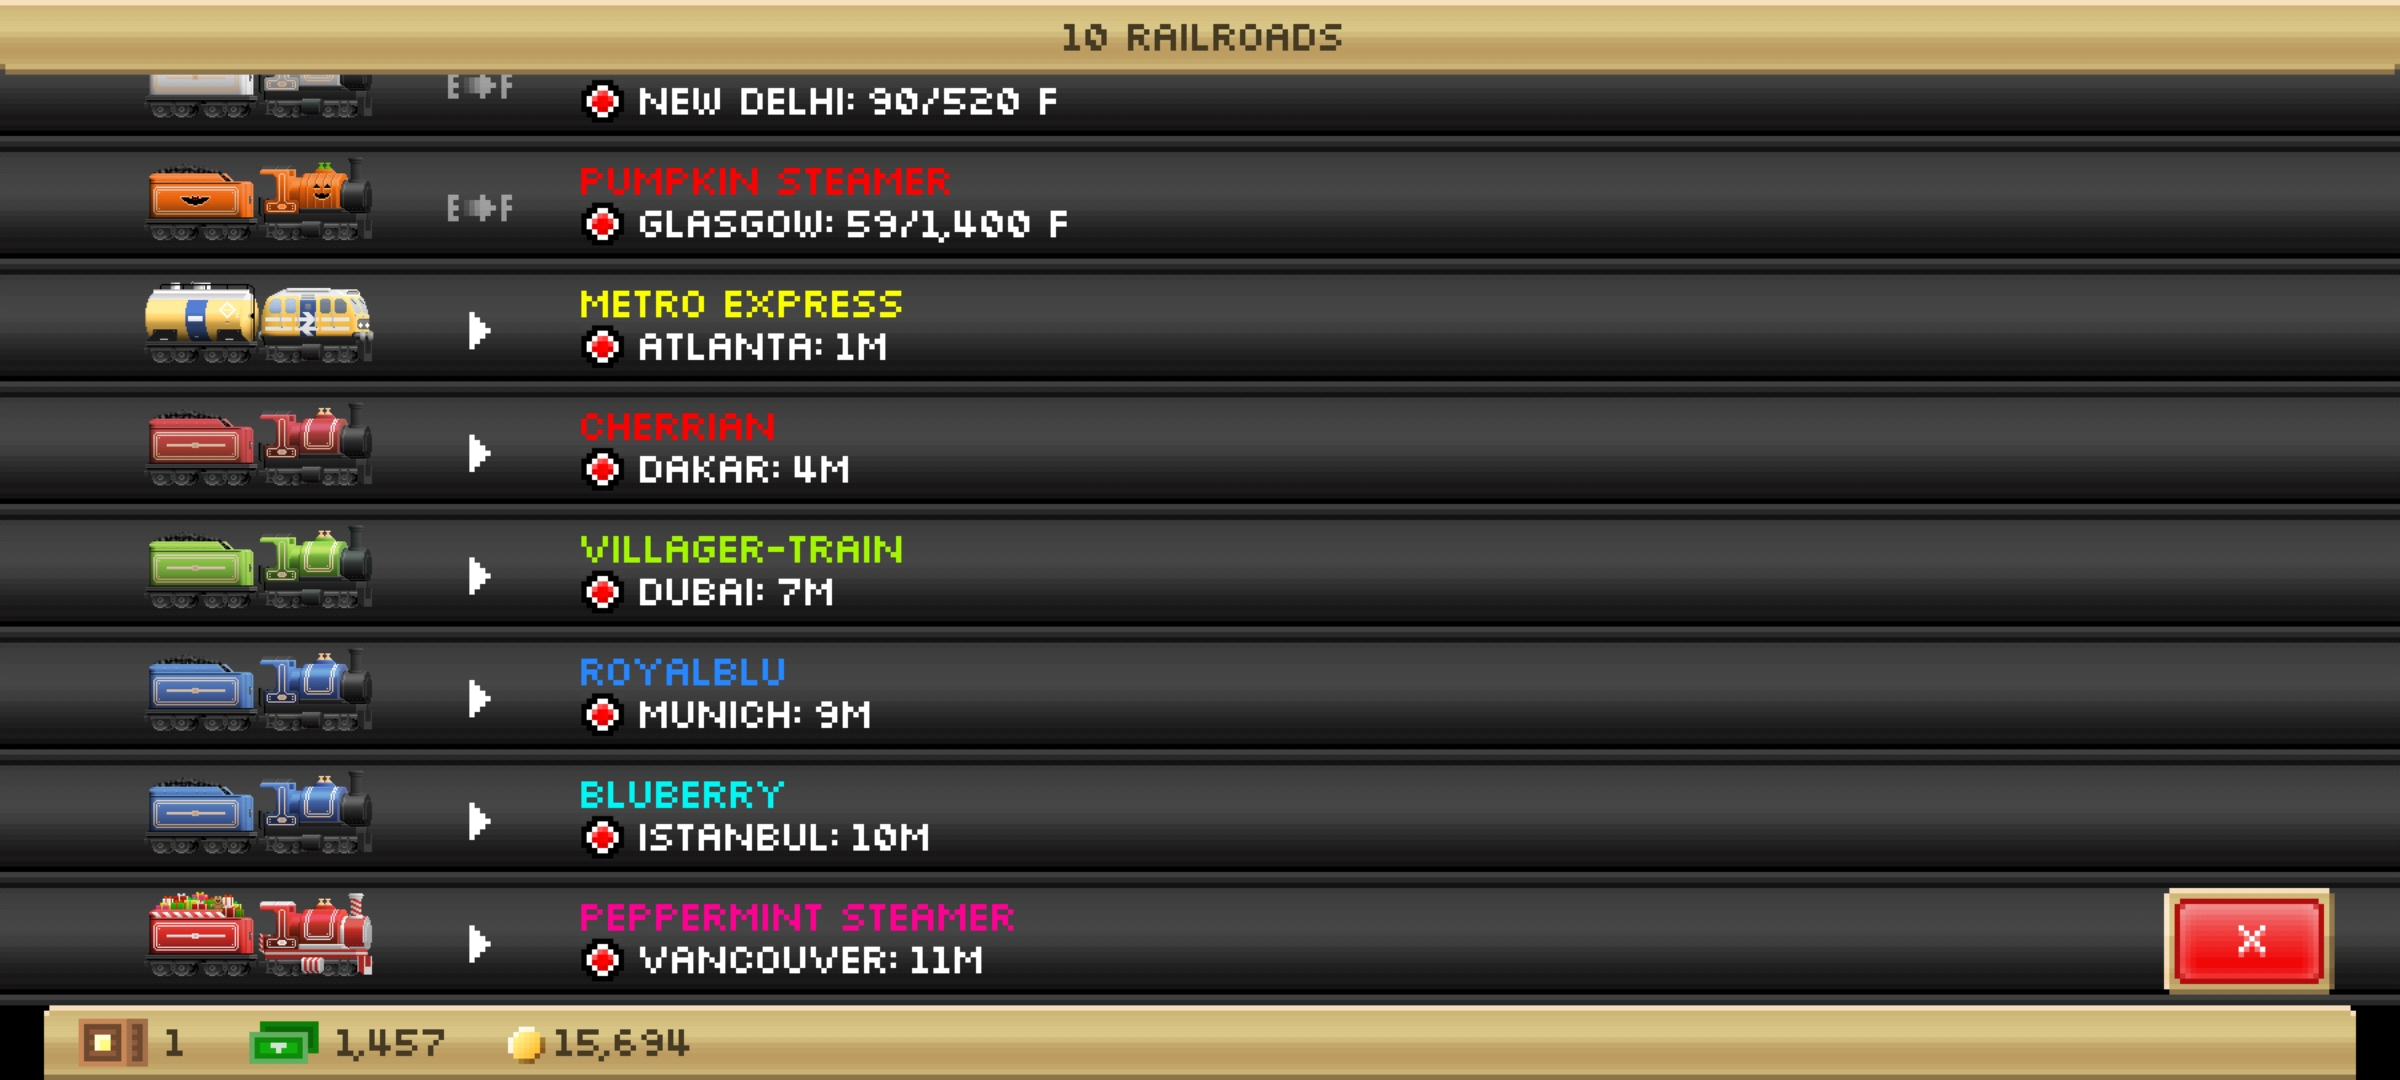 10 RAILROADS
E F
NEW DELHI: 90/520 F
PUMPKIN STEAMER
E F
GLASGOW: 59/1,400 F
METRO EXPRESS
ATLANTA: 1M
CHERRIAN
DAKAR: 4M
VILLAGER-TRAIN
DUBAI: 7M
ROYALBLU
MUNICH: 9M
BLUBERRY
ISTANBUL: 10M
PEPPERMINT STEAMER
VANCOUVER: 11M
X
1 1,457 15,694